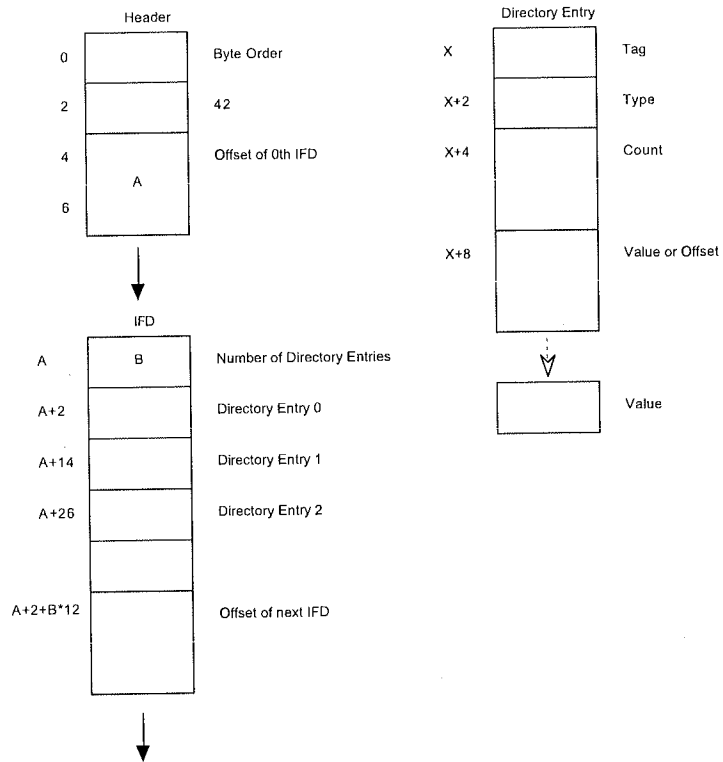 Header
0 Byte Order
2 42
4 Offset of 0th IFD
A
6
IFD
A B Number of Directory Entries
A+2 Directory Entry 0
A+14 Directory Entry 1
A+26 Directory Entry 2
A+2+B*12 Offset of next IFD
Directory Entry
X Tag
X+2 Type
X+4 Count
X+8 Value or Offset
Value